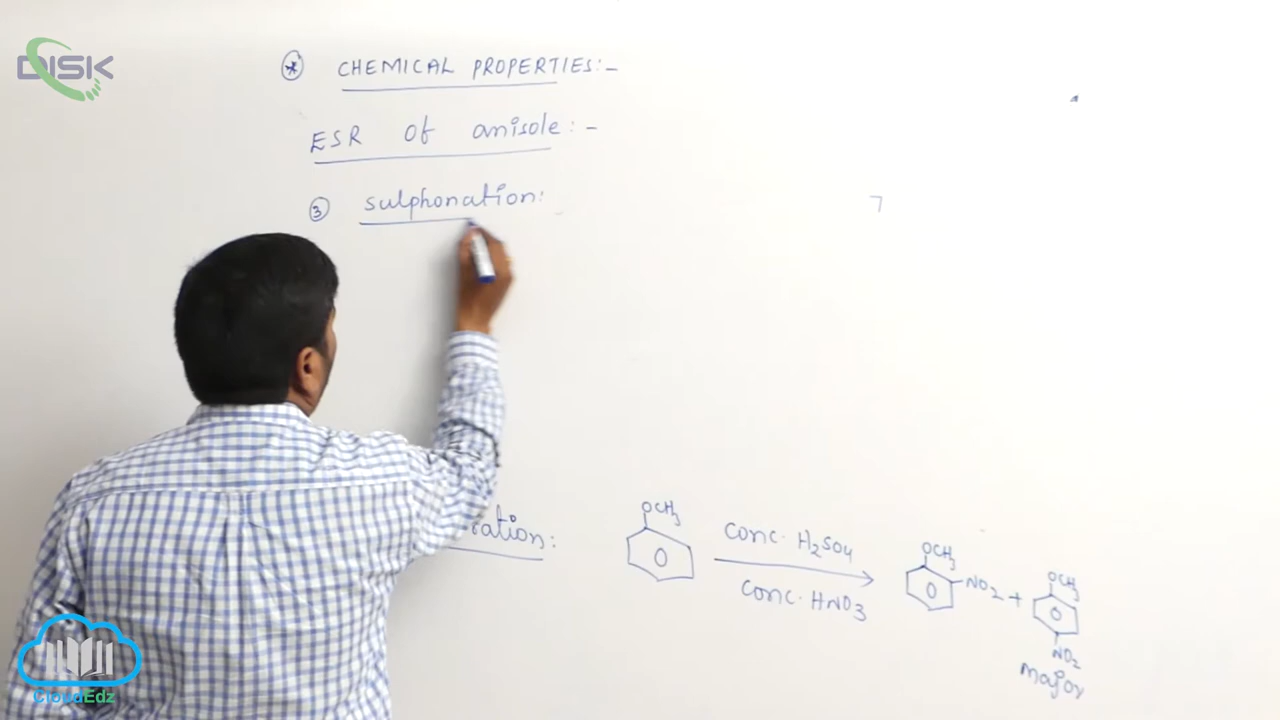 DISK
* CHEMICAL PROPERTIES:-
ESR of anisole:-
3 sulphonation:
ration:
OCH3
conc. H2SO4
conc. HNO3
OCH3
NO2 +
OCH3
NO2
major
CloudEdz